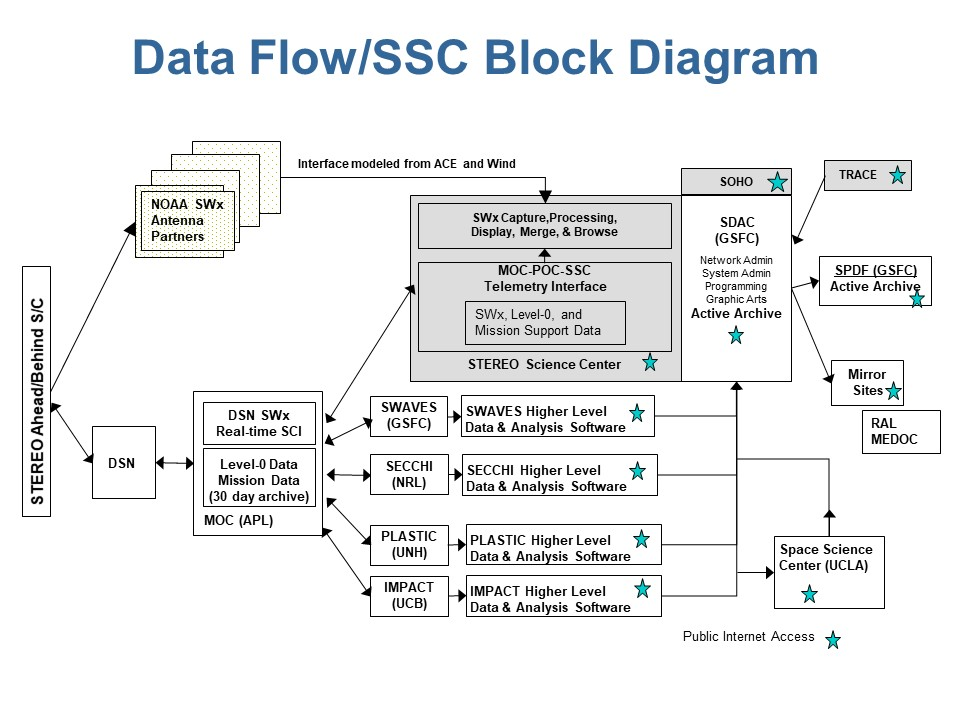 Data Flow/SSC Block Diagram
Interface modeled from ACE and Wind
NOAA SWx
Antenna
Partners
STEREO Ahead/Behind S/C
DSN
DSN SWx
Real-time SCI
Level-0 Data
Mission Data
(30 day archive)
MOC (APL)
SWx Capture,Processing,
Display, Merge, & Browse
MOC-POC-SSC
Telemetry Interface
SWx, Level-0, and
Mission Support Data
STEREO Science Center
SOHO
SDAC
(GSFC)
Network Admin
System Admin
Programming
Graphic Arts
Active Archive
TRACE
SPDF (GSFC)
Active Archive
Mirror
Sites
RAL
MEDOC
SWAVES
(GSFC)
SWAVES Higher Level
Data & Analysis Software
SECCHI
(NRL)
SECCHI Higher Level
Data & Analysis Software
PLASTIC
(UNH)
PLASTIC Higher Level
Data & Analysis Software
IMPACT
(UCB)
IMPACT Higher Level
Data & Analysis Software
Space Science
Center (UCLA)
Public Internet Access